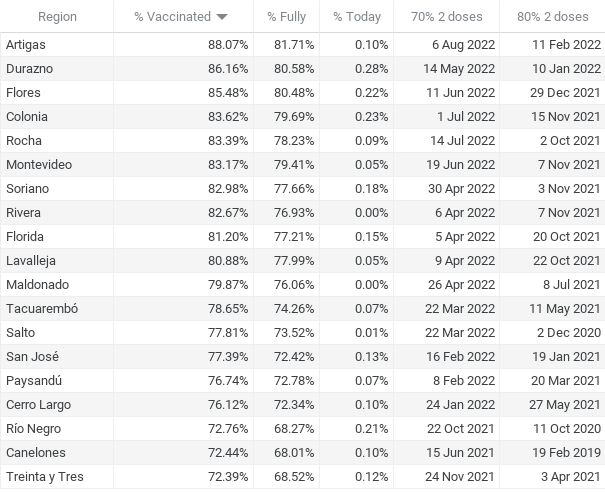 Region % Vaccinated % Fully % Today 70% 2 doses 80% 2 doses
Artigas 88.07% 81.71% 0.10% 6 Aug 2022 11 Feb 2022
Durazno 86.16% 80.58% 0.28% 14 May 2022 10 Jan 2022
Flores 85.48% 80.48% 0.22% 11 Jun 2022 29 Dec 2021
Colonia 83.62% 79.69% 0.23% 1 Jul 2022 15 Nov 2021
Rocha 83.39% 78.23% 0.09% 14 Jul 2022 2 Oct 2021
Montevideo 83.17% 79.41% 0.05% 19 Jun 2022 7 Nov 2021
Soriano 82.98% 77.66% 0.18% 30 Apr 2022 3 Nov 2021
Rivera 82.67% 76.93% 0.00% 6 Apr 2022 7 Nov 2021
Florida 81.20% 77.21% 0.15% 5 Apr 2022 20 Oct 2021
Lavalleja 80.88% 77.99% 0.05% 9 Apr 2022 22 Oct 2021
Maldonado 79.87% 76.06% 0.00% 26 Apr 2022 8 Jul 2021
Tacuarembó 78.65% 74.26% 0.07% 22 Mar 2022 11 May 2021
Salto 77.81% 73.52% 0.01% 22 Mar 2022 2 Dec 2020
San José 77.39% 72.42% 0.13% 16 Feb 2022 19 Jan 2021
Paysandú 76.74% 72.78% 0.07% 8 Feb 2022 20 Mar 2021
Cerro Largo 76.12% 72.34% 0.10% 24 Jan 2022 27 May 2021
Río Negro 72.76% 68.27% 0.21% 22 Oct 2021 11 Oct 2020
Canelones 72.44% 68.01% 0.10% 15 Jun 2021 19 Feb 2019
Treinta y Tres 72.39% 68.52% 0.12% 24 Nov 2021 3 Apr 2021